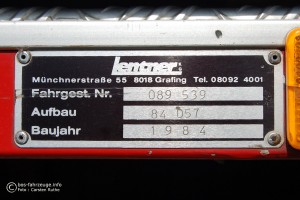 lentner
Münchnerstraße 55 8018 Grafing Tel. 08092 4001
Fahrgest. Nr. 089 539
Aufbau 84 057
Baujahr 1984
bos-fahrzeuge.info
Foto : Carsten Rutho